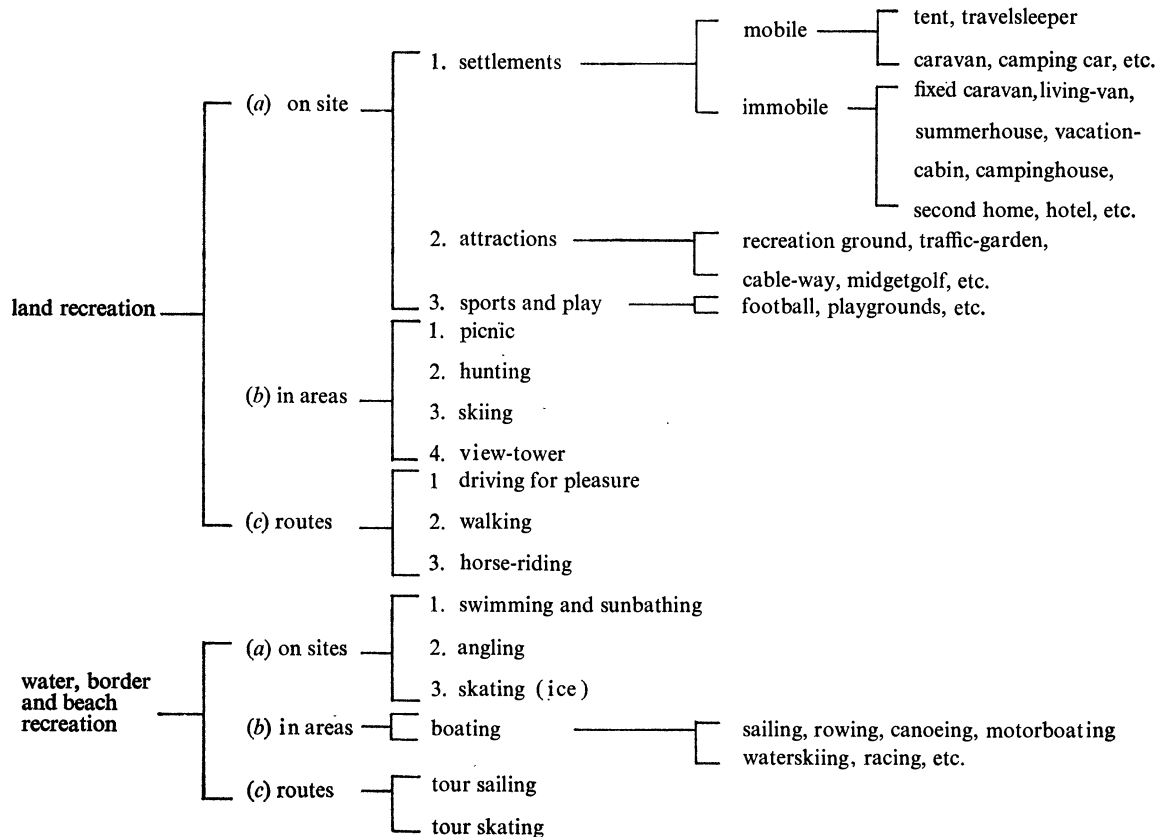 land recreation
(a) on site
1. settlements
mobile
tent, travelsleeper
caravan, camping car, etc.
immobile
fixed caravan, living-van,
summerhouse, vacation-
cabin, campinghouse,
second home, hotel, etc.
2. attractions
recreation ground, traffic-garden,
cable-way, midgetgolf, etc.
3. sports and play
football, playgrounds, etc.
(b) in areas
1. picnic
2. hunting
3. skiing
4. view-tower
(c) routes
1 driving for pleasure
2. walking
3. horse-riding
water, border
and beach
recreation
(a) on sites
1. swimming and sunbathing
2. angling
3. skating (ice)
(b) in areas
boating
sailing, rowing, canoeing, motorboating
waterskiing, racing, etc.
(c) routes
tour sailing
tour skating